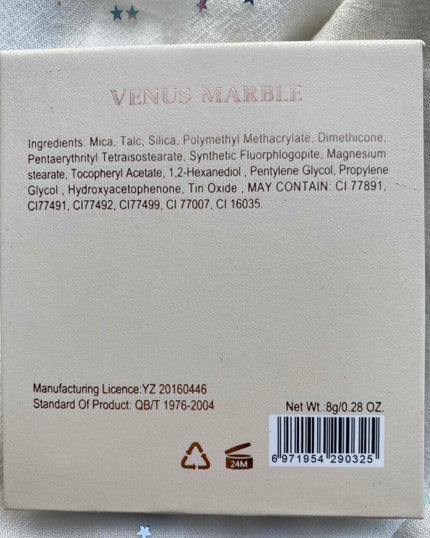 VENUS MARBLE
Ingredients: Mica, Talc, Silica, Polymethyl Methacrylate, Dimethicone,
Pentaerythrityl Tetraisostearate, Synthetic Fluorphlogopite, Magnesium
stearate, Tocopheryl Acetate, 1,2-Hexanediol , Pentylene Glycol, Propylene
Glycol , Hydroxyacetophenone, Tin Oxide , MAY CONTAIN: CI 77891,
CI77491, CI77492, CI77499, CI 77007, CI 16035.
Manufacturing Licence:YZ 20160446
Standard Of Product: QB/T 1976-2004
Net Wt.:8g/0.28 OZ.
24M
6 971954 290325